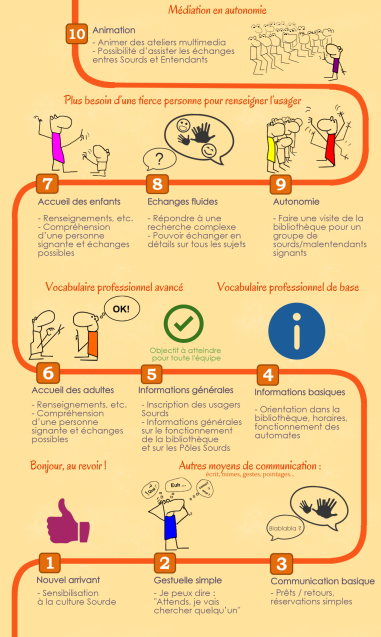 Médiation en autonomie
10
Animation
- Animer des ateliers multimedia
- Possibilité d'assister les échanges
entres Sourds et Entendants
Plus besoin d'une tierce personne pour renseigner l'usager
?
7
8
9
Accueil des enfants
- Renseignements, etc.
- Compréhension
d'une personne
signante et échanges
possibles
Echanges fluides
- Répondre à une
recherche complexe
- Pouvoir échanger en
détails sur tous les sujets
Autonomie
- Faire une visite de la
bibliothèque pour un
groupe de
sourds/malentendants
signants
Vocabulaire professionnel avancé
Vocabulaire professionnel de base
OK!
i
Objectif à atteindre
pour toute l'équipe
6
5
4
Accueil des adultes
- Renseignements, etc.
- Compréhension
d'une personne
signante et échanges
possibles
Informations générales
- Inscription des usagers
Sourds
- Informations générales
sur le fonctionnement
de la bibliothèque
et sur les Pôles Sourds
Informations basiques
- Orientation dans la
bibliothèque, horaires,
fonctionnement des
automates
Bonjour, au revoir !
Autres moyens de communication :
écrit, mimes, gestes, pointages...
Euh ...
Blablabla ?
1
2
3
Nouvel arrivant
- Sensibilisation
à la culture Sourde
Gestuelle simple
- Je peux dire :
"Attends, je vais
chercher quelqu'un"
Communication basique
- Prêts / retours,
réservations simples